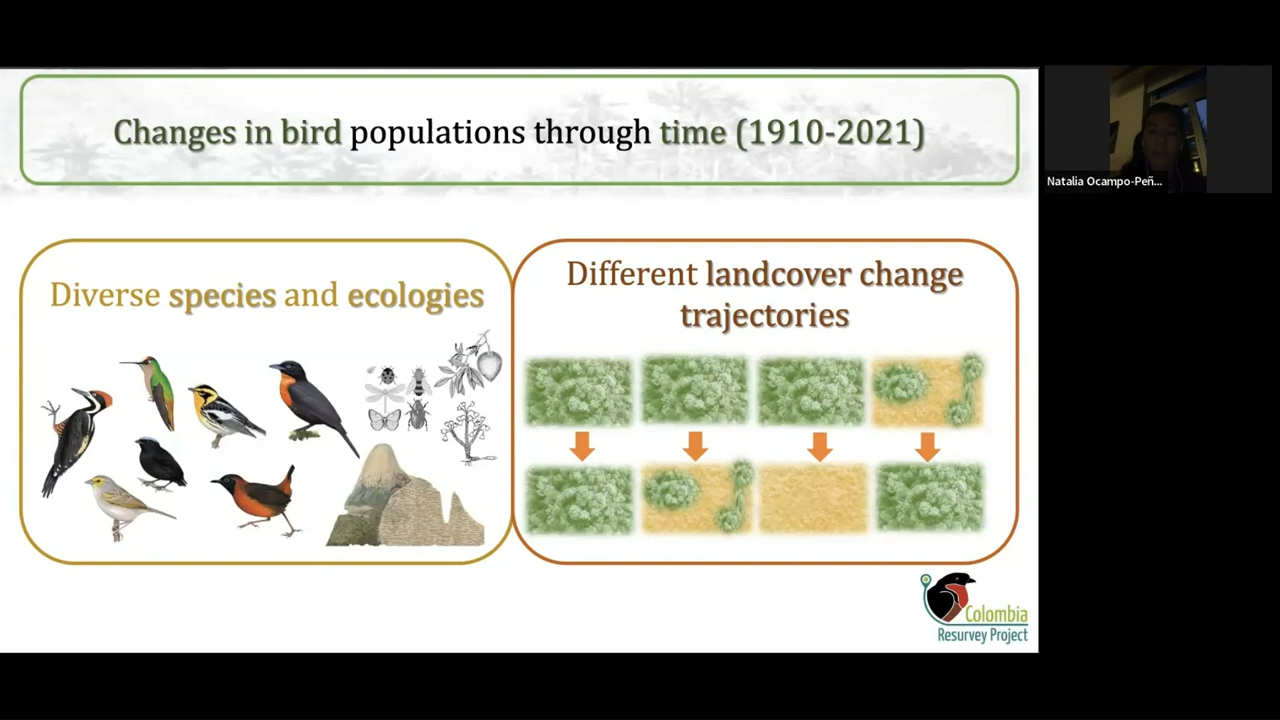 Changes in bird populations through time (1910-2021)
Diverse species and ecologies
Different landcover change
trajectories
Colombia
Resurvey Project
Natalia Ocampo-Peñ...